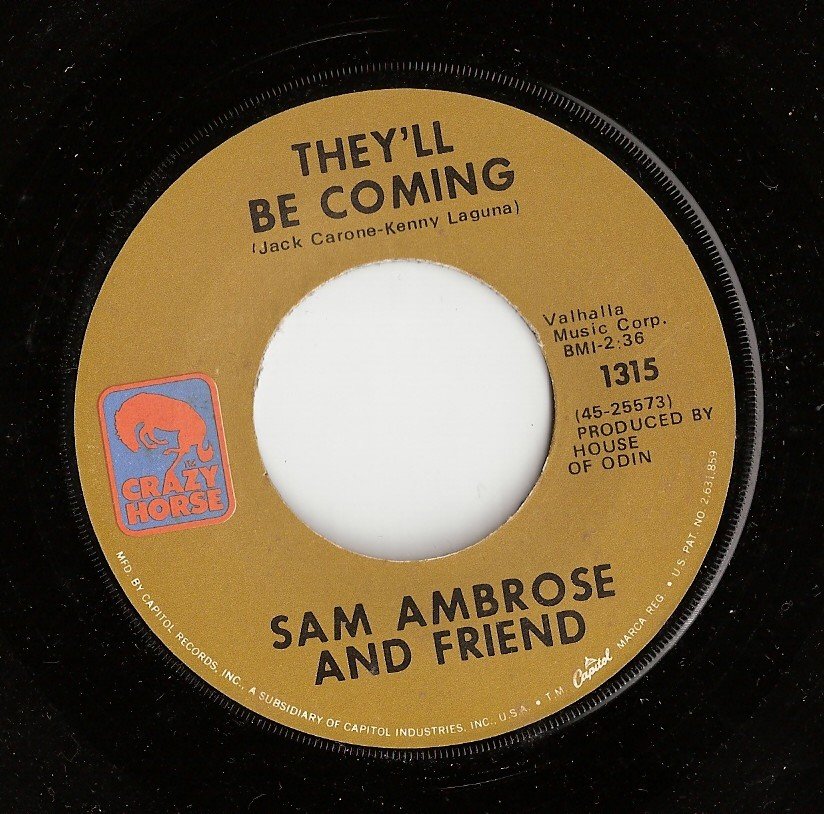 THEY'LL
BE COMING
(Jack Carone-Kenny Laguna)
Valhalla
Music Corp.
BMI-2:36
1315
(45-25573)
PRODUCED BY
HOUSE
OF ODIN
THE
CRAZY
HORSE
SAM AMBROSE
AND FRIEND
MFD. BY CAPITOL RECORDS, INC., A SUBSIDIARY OF CAPITOL INDUSTRIES, INC., U.S.A. • T.M. Capitol MARCA REG. • U.S. PAT. NO. 2,631,859